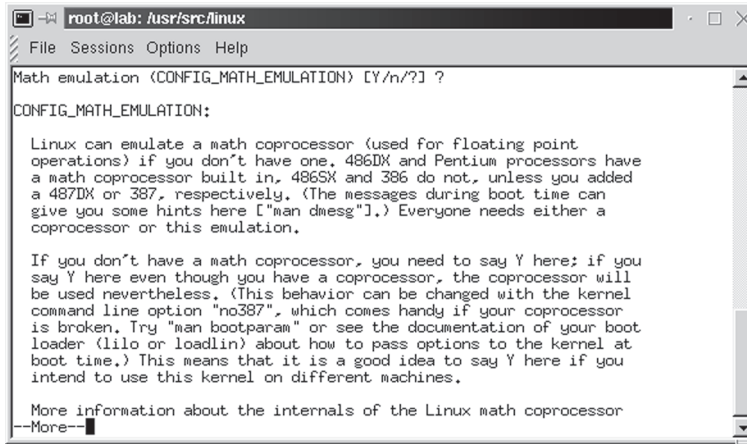 root@lab: /usr/src/linux
File Sessions Options Help
Math emulation (CONFIG_MATH_EMULATION) [Y/n/?] ?
CONFIG_MATH_EMULATION:
Linux can emulate a math coprocessor (used for floating point
operations) if you don't have one. 486DX and Pentium processors have
a math coprocessor built in, 486SX and 386 do not, unless you added
a 487DX or 387, respectively. (The messages during boot time can
give you some hints here ["man dmesg"].) Everyone needs either a
coprocessor or this emulation.
If you don't have a math coprocessor, you need to say Y here; if you
say Y here even though you have a coprocessor, the coprocessor will
be used nevertheless. (This behavior can be changed with the kernel
command line option "no387", which comes handy if your coprocessor
is broken. Try "man bootparam" or see the documentation of your boot
loader (lilo or loadlin) about how to pass options to the kernel at
boot time.) This means that it is a good idea to say Y here if you
intend to use this kernel on different machines.
More information about the internals of the Linux math coprocessor
--More--